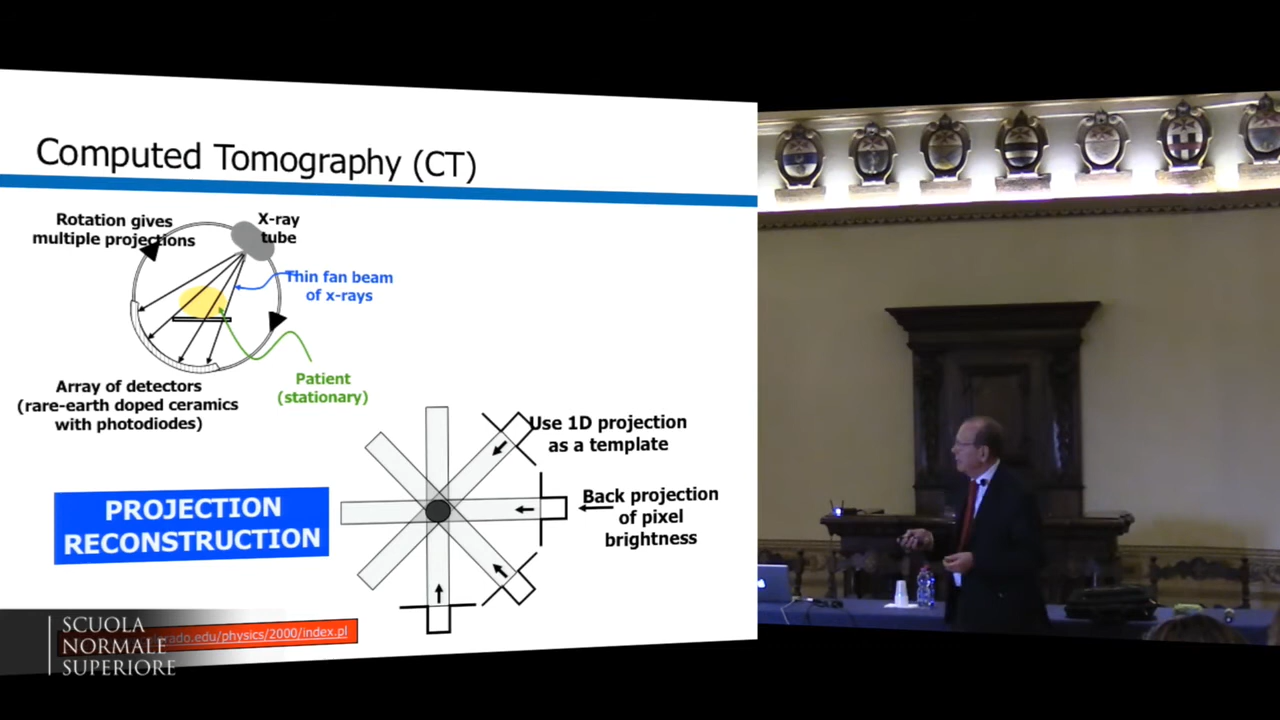 Computed Tomography (CT)
Rotation gives
multiple projections
X-ray
tube
Thin fan beam
of x-rays
Patient
(stationary)
Array of detectors
(rare-earth doped ceramics
with photodiodes)
Use 1D projection
as a template
Back projection
of pixel
brightness
PROJECTION
RECONSTRUCTION
rado.edu/physics/2000/index.pl
SCUOLA
NORMALE
SUPERIORE